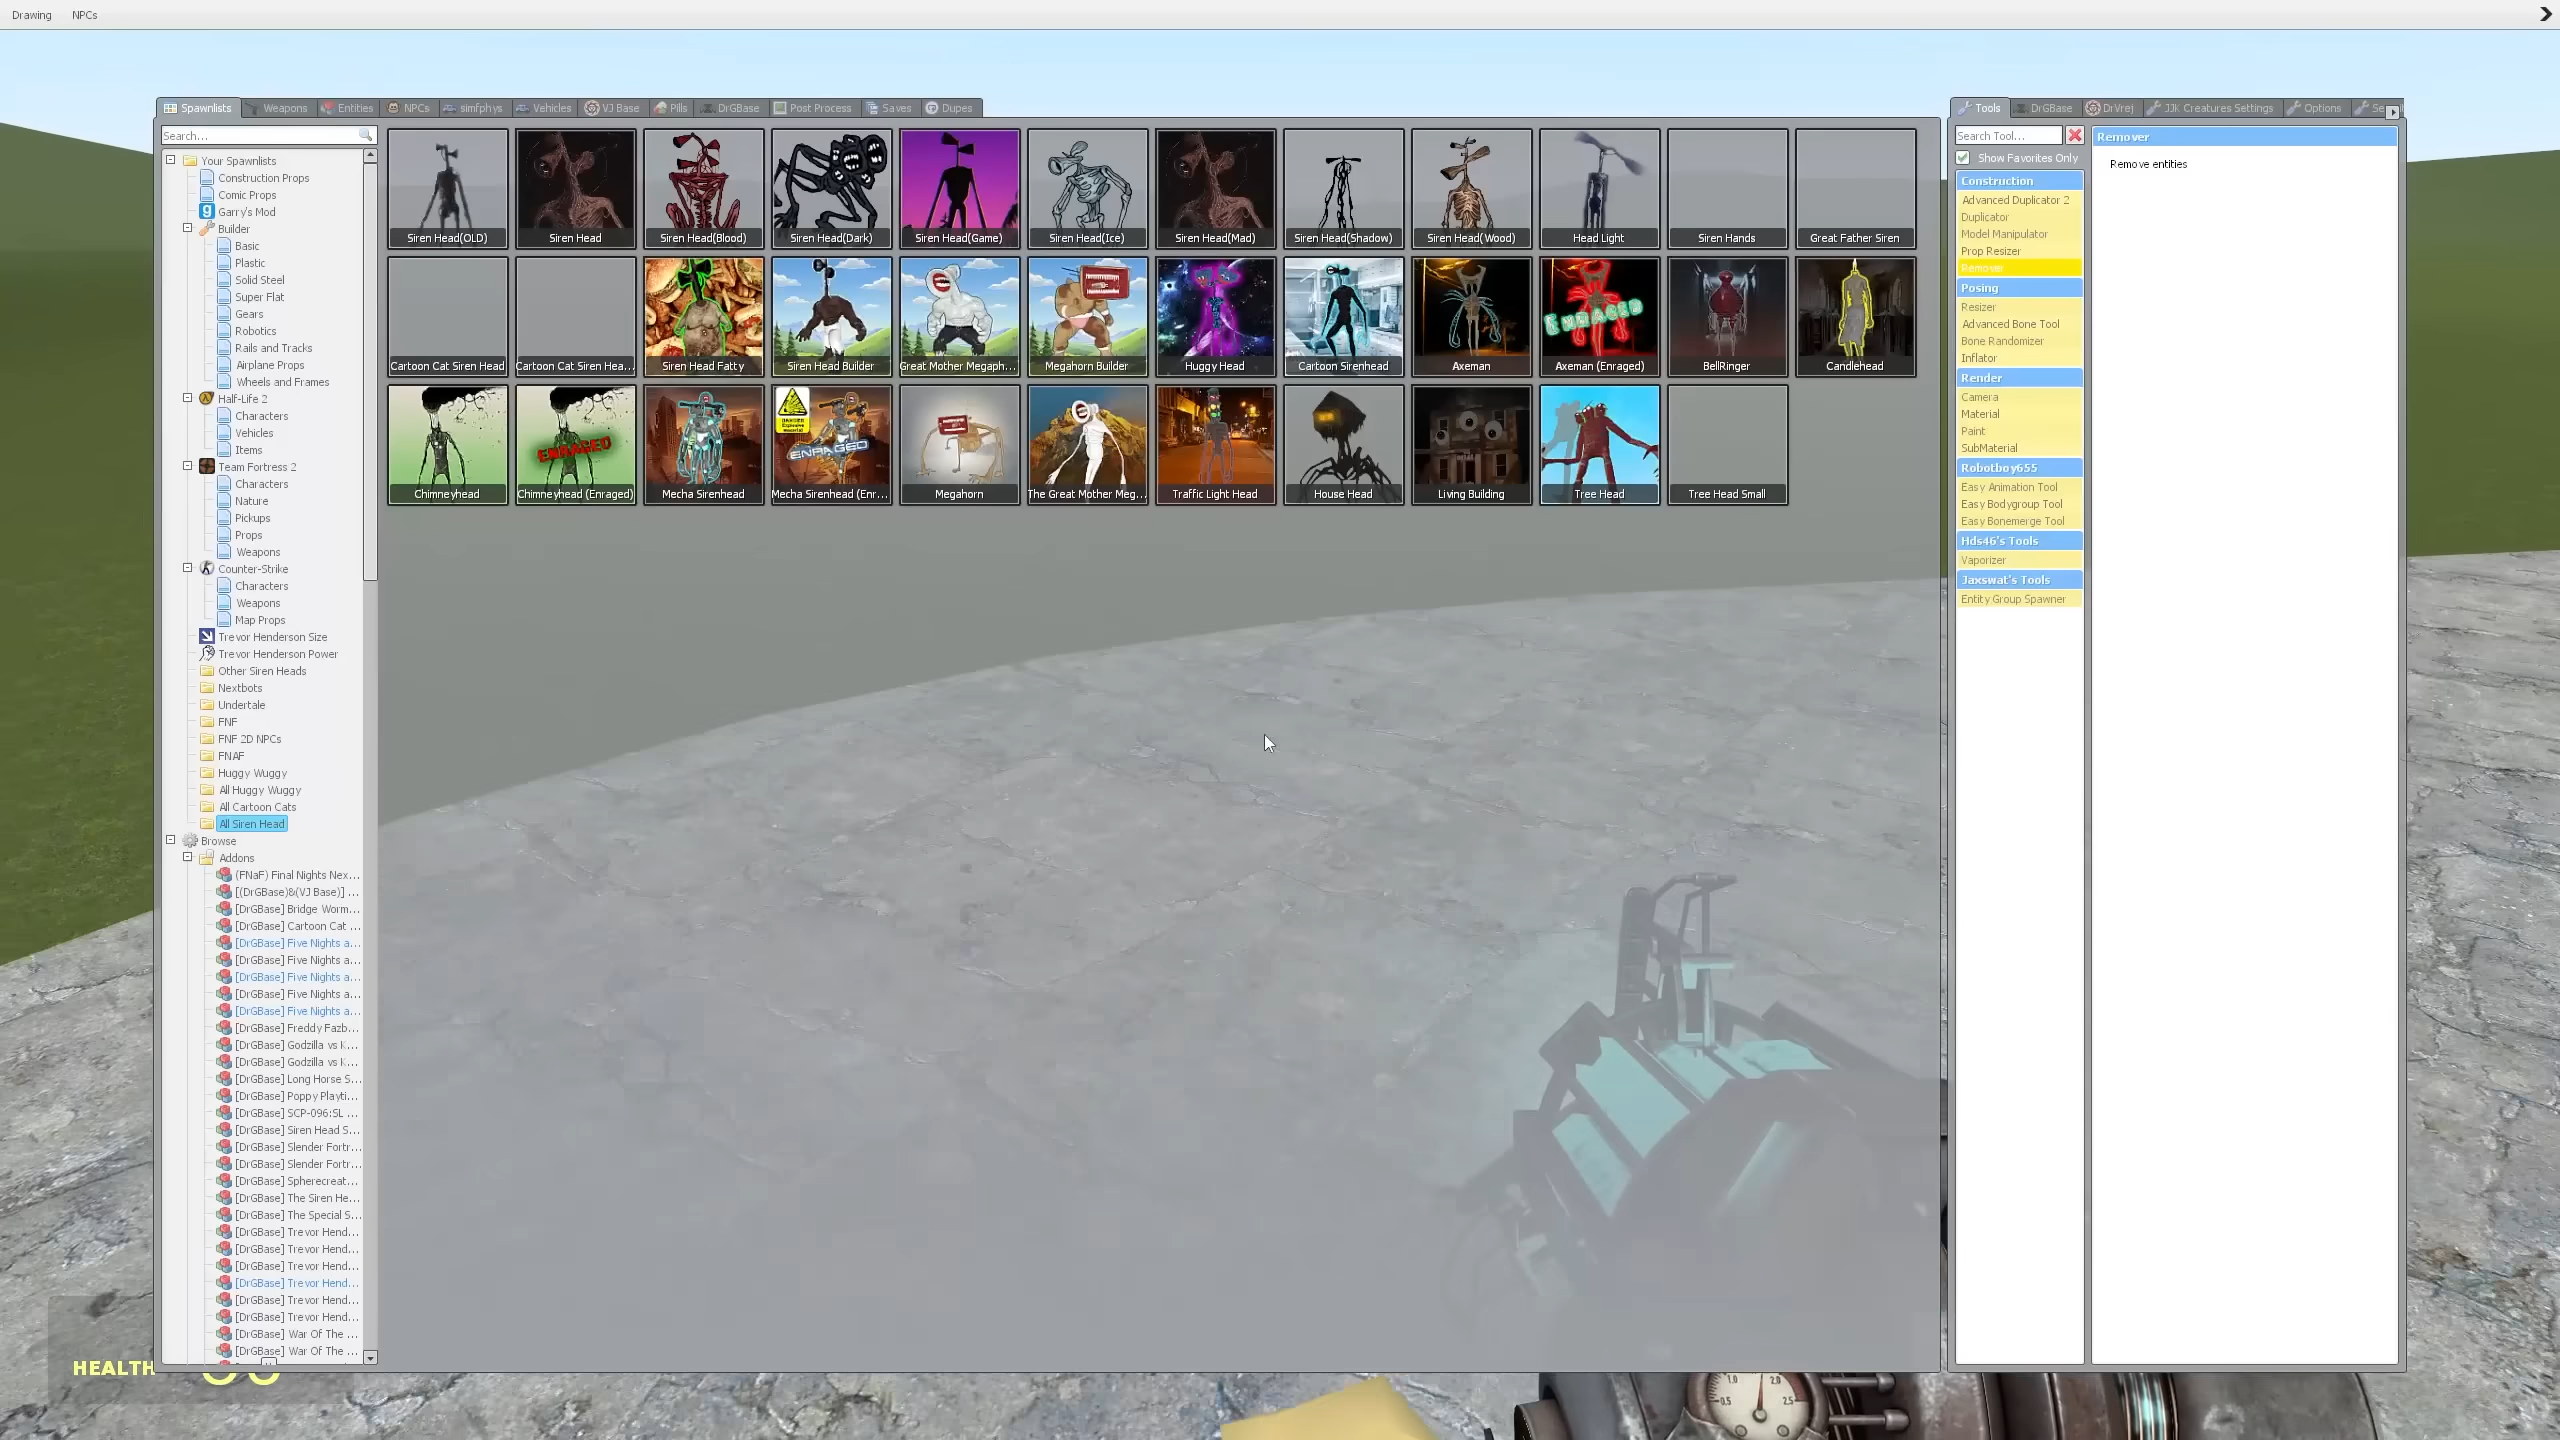 Drawing NPCs
Spawnlists Weapons Entities NPCs simfphys Vehicles VJ Base Pills DrGBase Post Process Saves Dupes
Search...
Your Spawnlists
Construction Props
Comic Props
Garry's Mod
Builder
Basic
Plastic
Solid Steel
Super Flat
Gears
Robotics
Rails and Tracks
Airplane Props
Wheels and Frames
Half-Life 2
Characters
Vehicles
Items
Team Fortress 2
Characters
Nature
Pickups
Props
Weapons
Counter-Strike
Characters
Weapons
Map Props
Trevor Henderson Size
Trevor Henderson Power
Other Siren Heads
Nextbots
Undertale
FNF
FNF 2D NPCs
FNAF
Huggy Wuggy
All Huggy Wuggy
All Cartoon Cats
All Siren Head
Browse
Addons
(FNaF) Final Nights Nex...
[(DrGBase)&(VJ Base)] ...
[DrGBase] Bridge Worm...
[DrGBase] Cartoon Cat ...
[DrGBase] Five Nights a...
[DrGBase] Five Nights a...
[DrGBase] Five Nights a...
[DrGBase] Five Nights a...
[DrGBase] Five Nights a...
[DrGBase] Freddy Fazb...
[DrGBase] Godzilla vs K...
[DrGBase] Godzilla vs K...
[DrGBase] Long Horse S...
[DrGBase] Poppy Playti...
[DrGBase] SCP-096:SL ...
[DrGBase] Siren Head S...
[DrGBase] Slender Fortr...
[DrGBase] Slender Fortr...
[DrGBase] Spherecreat...
[DrGBase] The Siren He...
[DrGBase] The Special S...
[DrGBase] Trevor Hend...
[DrGBase] Trevor Hend...
[DrGBase] Trevor Hend...
[DrGBase] Trevor Hend...
[DrGBase] Trevor Hend...
[DrGBase] Trevor Hend...
[DrGBase] War Of The ...
[DrGBase] War Of The ...
HEALTH
Siren Head(OLD) Siren Head Siren Head(Blood) Siren Head(Dark) Siren Head(Game) Siren Head(Ice) Siren Head(Mad) Siren Head(Shadow) Siren Head(Wood) Head Light Siren Hands Great Father Siren
ENRAGED
Cartoon Cat Siren Head Cartoon Cat Siren Hea... Siren Head Fatty Siren Head Builder Great Mother Megaph... Megahorn Builder Huggy Head Cartoon Sirenhead Axeman Axeman (Enraged) BellRinger Candlehead
ENRAGED
DANGER
ENRAGED
Chimneyhead Chimneyhead (Enraged) Mecha Sirenhead Mecha Sirenhead (Enr... Megahorn The Great Mother Meg... Traffic Light Head House Head Living Building Tree Head Tree Head Small
Tools DrGBase DrVrej JJk Creatures Settings Options Se
Search Tool...
Show Favorites Only
Construction
Advanced Duplicator 2
Duplicator
Model Manipulator
Prop Resizer
Remover
Posing
Resizer
Advanced Bone Tool
Bone Randomizer
Inflator
Render
Camera
Material
Paint
SubMaterial
Robotboy655
Easy Animation Tool
Easy Bodygroup Tool
Easy Bonemerge Tool
Hds46's Tools
Vaporizer
Jaxswat's Tools
Entity Group Spawner
Remover
Remove entities
0.5 1.0 2.0 2.5